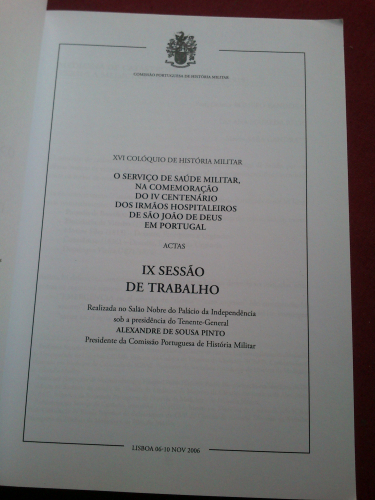 COMISSÃO PORTUGUESA DE HISTÓRIA MILITAR
XVI COLÓQUIO DE HISTÓRIA MILITAR
O SERVIÇO DE SAÚDE MILITAR,
NA COMEMORAÇÃO
DO IV CENTENÁRIO
DOS IRMÃOS HOSPITALEIROS
DE SÃO JOÃO DE DEUS
EM PORTUGAL
ACTAS
IX SESSÃO
DE TRABALHO
Realizada no Salão Nobre do Palácio da Independência
sob a presidência do Tenente-General
ALEXANDRE DE SOUSA PINTO
Presidente da Comissão Portuguesa de História Militar
LISBOA 06-10 NOV 2006